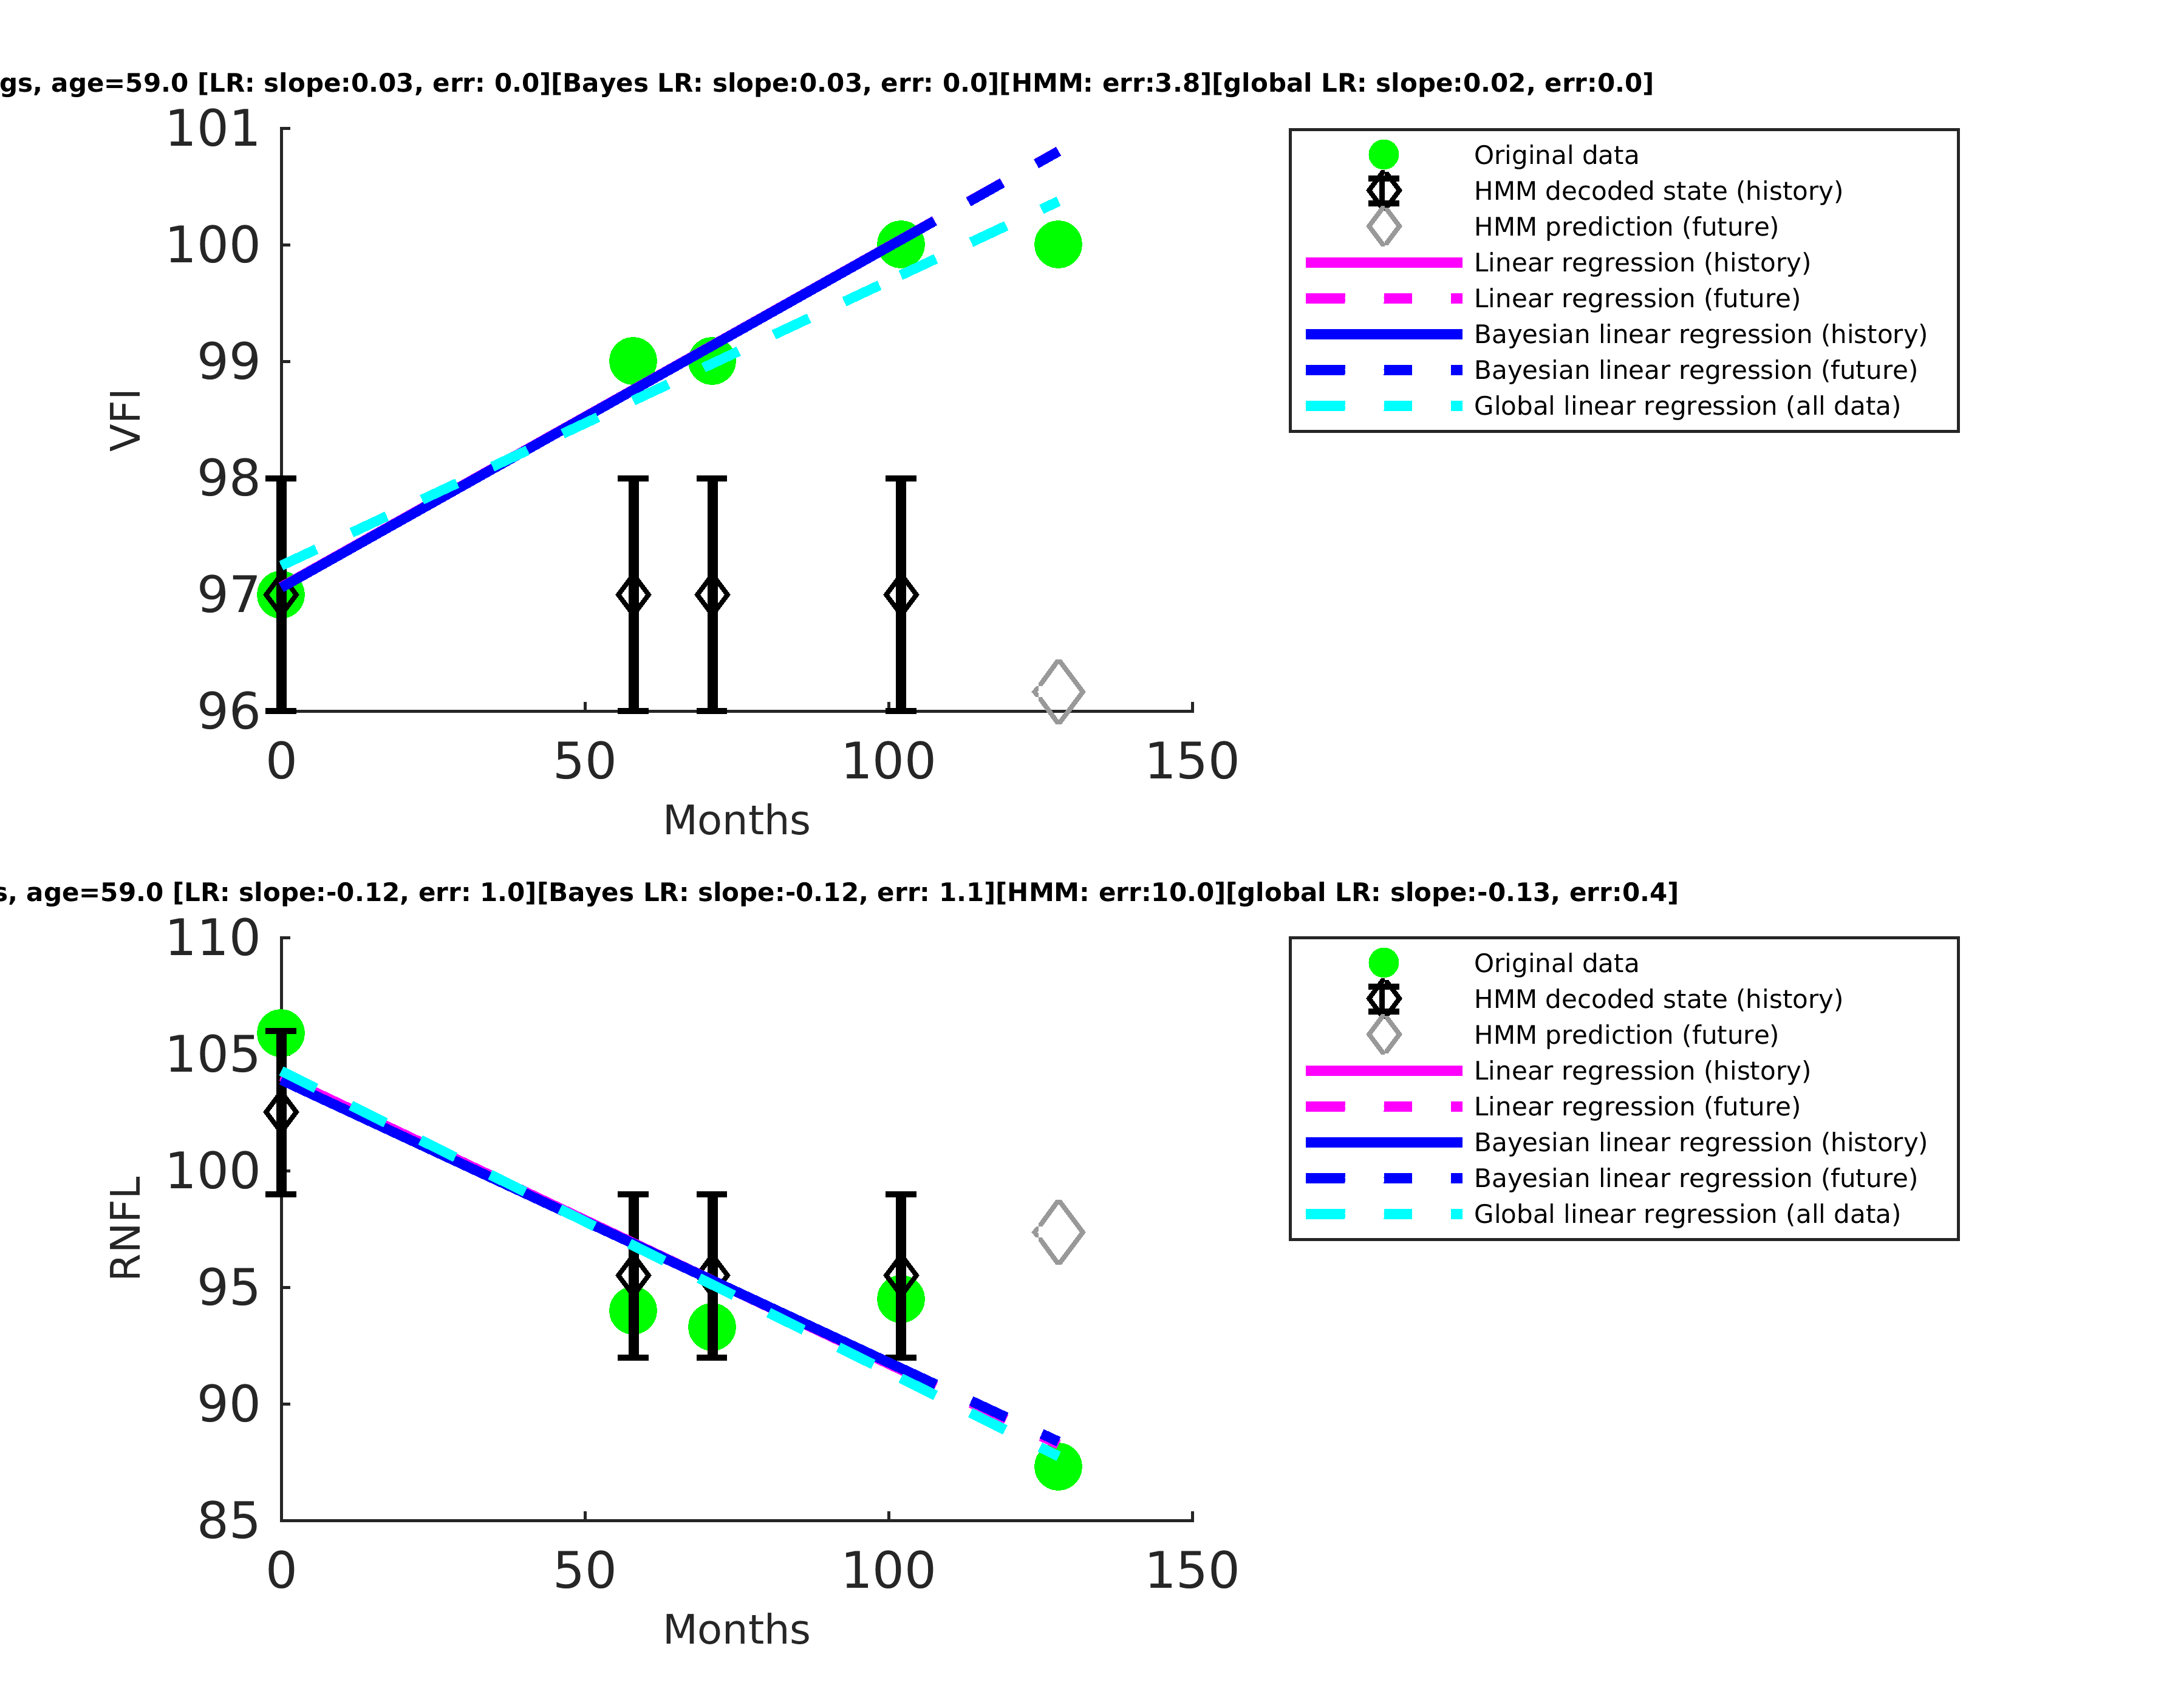 gs, age=59.0 [LR: slope:0.03, err: 0.0][Bayes LR: slope:0.03, err: 0.0][HMM: err:3.8][global LR: slope:0.02, err:0.0]
101
100
99
98
97
96
VFI
0 50 100 150
Months
Original data
HMM decoded state (history)
HMM prediction (future)
Linear regression (history)
Linear regression (future)
Bayesian linear regression (history)
Bayesian linear regression (future)
Global linear regression (all data)
s, age=59.0 [LR: slope:-0.12, err: 1.0][Bayes LR: slope:-0.12, err: 1.1][HMM: err:10.0][global LR: slope:-0.13, err:0.4]
110
105
100
95
90
85
RNFL
0 50 100 150
Months
Original data
HMM decoded state (history)
HMM prediction (future)
Linear regression (history)
Linear regression (future)
Bayesian linear regression (history)
Bayesian linear regression (future)
Global linear regression (all data)